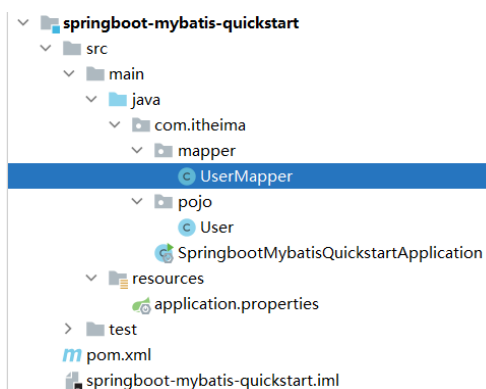 springboot-mybatis-quickstart
src
main
java
com.itheima
mapper
C UserMapper
pojo
C User
SpringbootMybatisQuickstartApplication
resources
application.properties
test
m pom.xml
springboot-mybatis-quickstart.iml